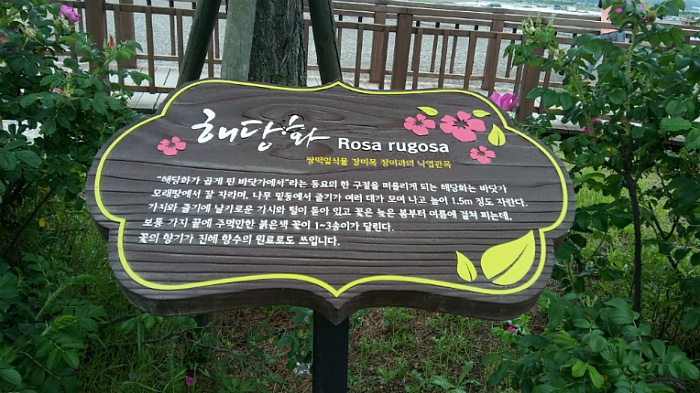 해당화 Rosa rugosa
쌍떡잎식물 장미목 장미과의 낙엽관목
"해당화가 곱게 핀 바닷가에서"라는 동요의 한 구절을 떠올리게 되는 해당화는 바닷가
모래땅에서 잘 자라며, 나무 밑동에서 줄기가 여러 대가 모여 나고 높이 1.5m 정도 자란다.
가지와 줄기에 날카로운 가시와 털이 돋아 있고 꽃은 늦은 봄부터 여름에 걸쳐 피는데,
보통 가지 끝에 주먹만한 붉은색 꽃이 1~3송이가 달린다.
꽃의 향기가 진해 향수의 원료로도 쓰입니다.